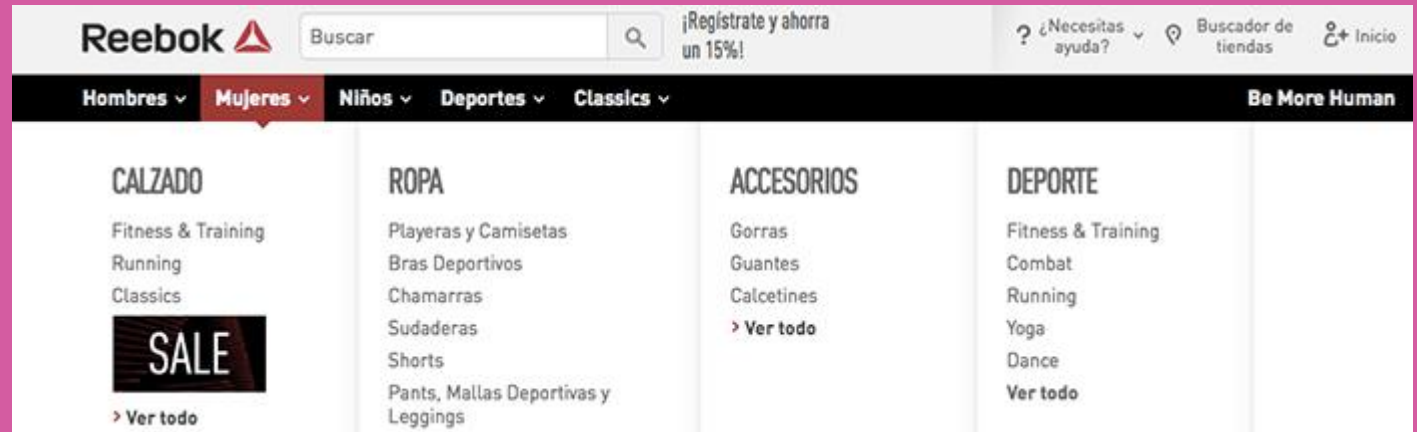 Reebok
Buscar
¡Regístrate y ahorra
un 15%!
? ¿Necesitas
ayuda?
Buscador de
tiendas
Inicio
Hombres
Mujeres
Niños
Deportes
Classics
Be More Human
CALZADO
Fitness & Training
Running
Classics
SALE
> Ver todo
ROPA
Playeras y Camisetas
Bras Deportivos
Chamarras
Sudaderas
Shorts
Pants, Mallas Deportivas y
Leggings
ACCESORIOS
Gorras
Guantes
Calcetines
> Ver todo
DEPORTE
Fitness & Training
Combat
Running
Yoga
Dance
Ver todo